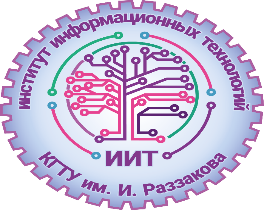 институт информационных технологий
ИИТ
КГТУ им. И. Раззакова